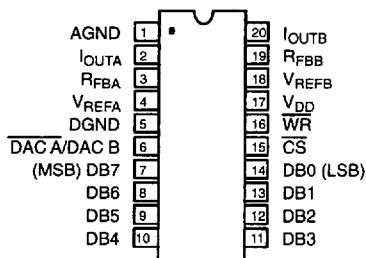 AGND 1 20 IOUTB
IOUTA 2 19 RFBB
RFBA 3 18 VREFB
VREFA 4 17 VDD
DGND 5 16 WR
DAC A/DAC B 6 15 CS
(MSB) DB7 7 14 DB0 (LSB)
DB6 8 13 DB1
DB5 9 12 DB2
DB4 10 11 DB3